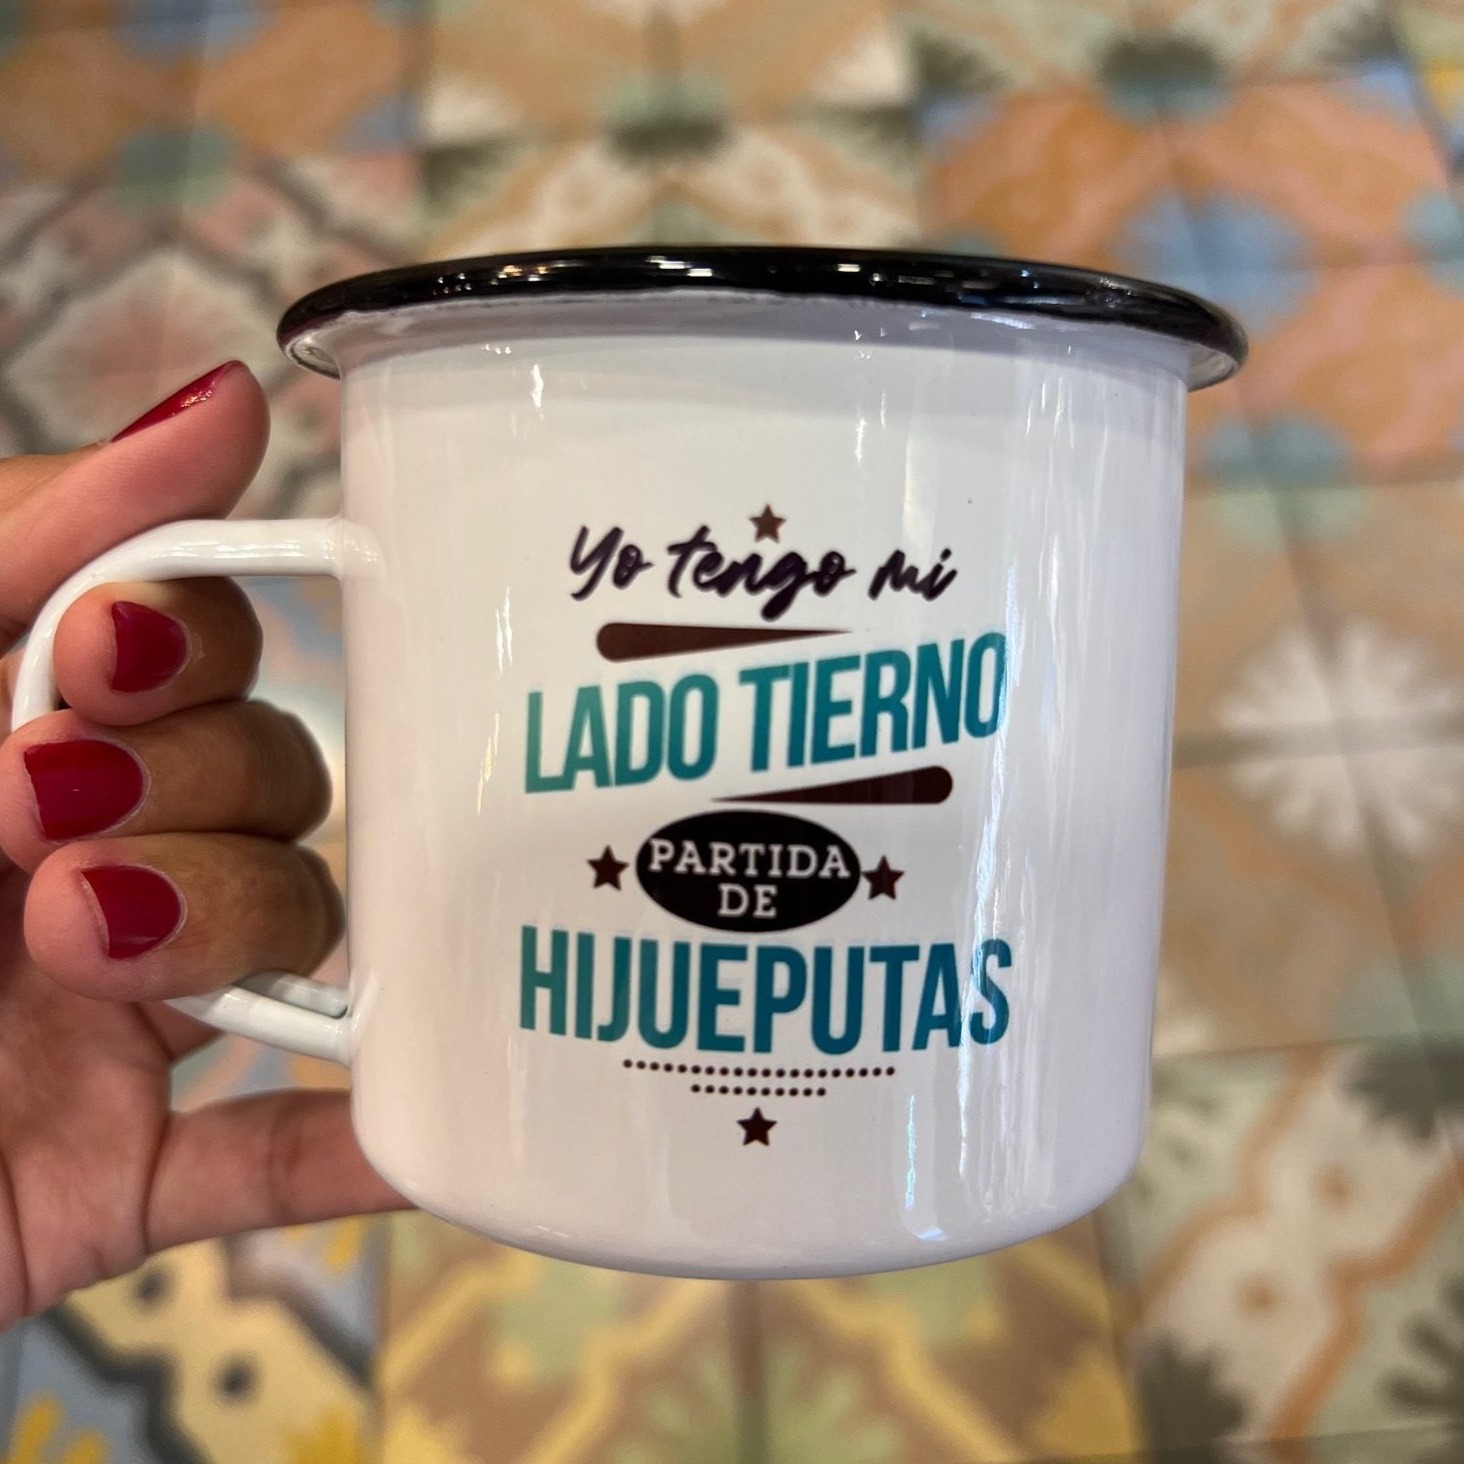 Yo tengo mi
LADO TIERNO
PARTIDA
DE
HIJUEPUTAS